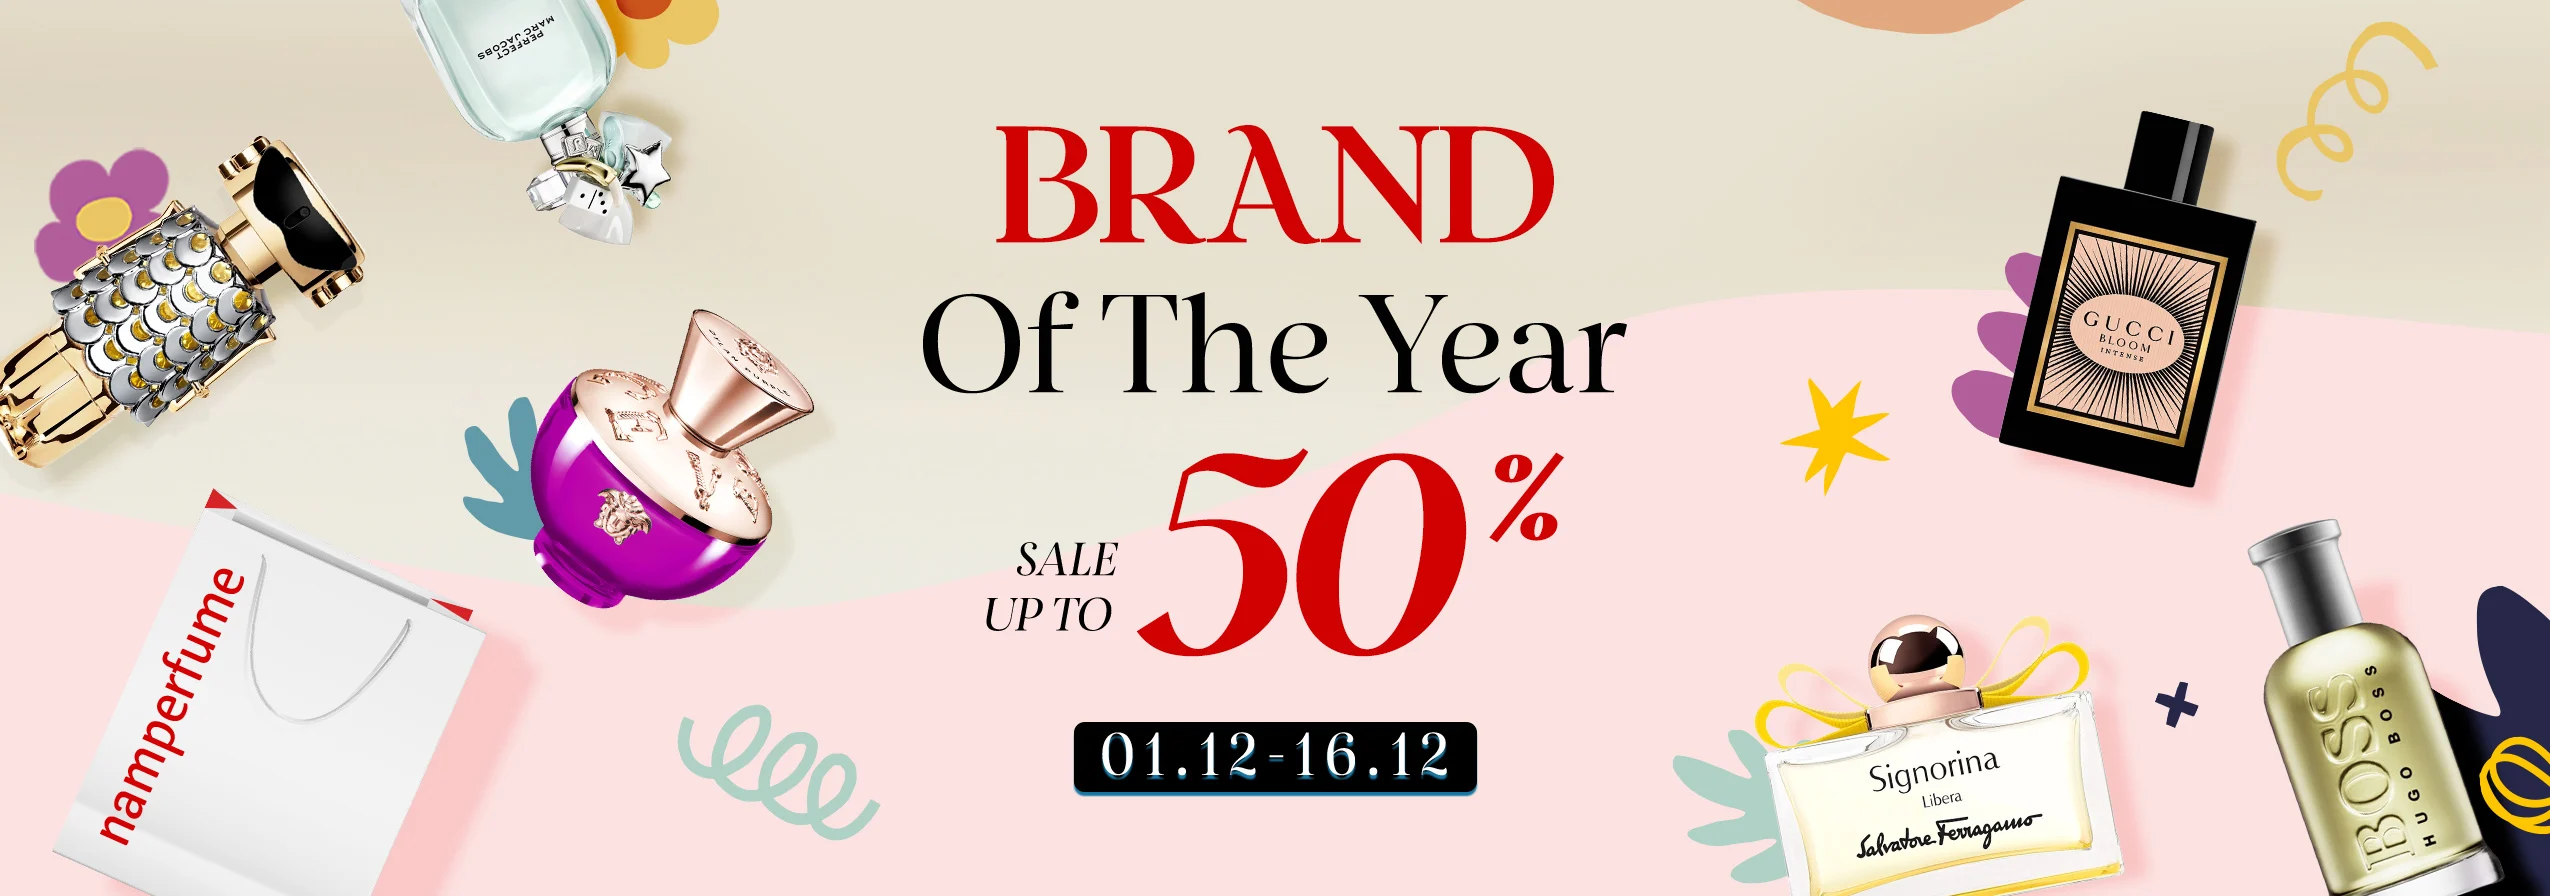 PERFECT
MARC JACOBS
BRAND
Of The Year
SALE
UP TO
50%
01.12-16.12
namperfume
GUCCI
BLOOM
INTENSE
Signorina
Libera
Salvatore Ferragamo
BOSS
HUGO BOSS